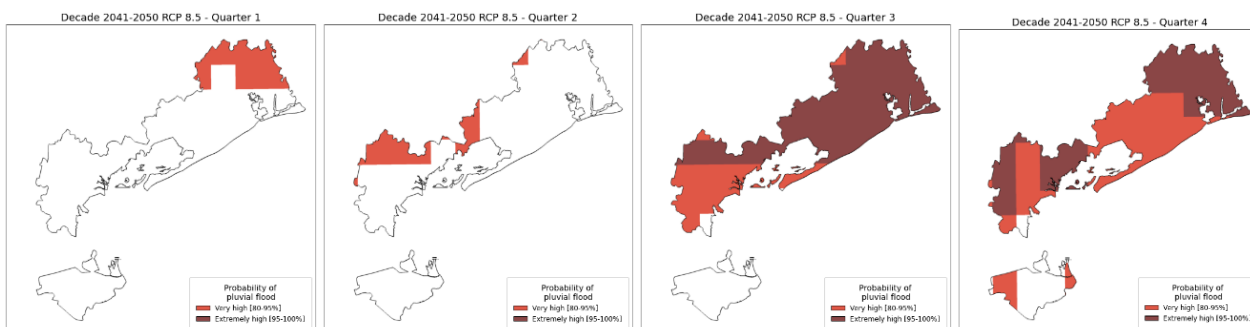 Decade 2041-2050 RCP 8.5 - Quarter 1
Probability of
pluvial flood
Very high [80-95%]
Extremely high [95-100%]
Decade 2041-2050 RCP 8.5 - Quarter 2
Probability of
pluvial flood
Very high [80-95%]
Extremely high [95-100%]
Decade 2041-2050 RCP 8.5 - Quarter 3
Probability of
pluvial flood
Very high [80-95%]
Extremely high [95-100%]
Decade 2041-2050 RCP 8.5 - Quarter 4
Probability of
pluvial flood
Very high [80-95%]
Extremely high [95-100%]